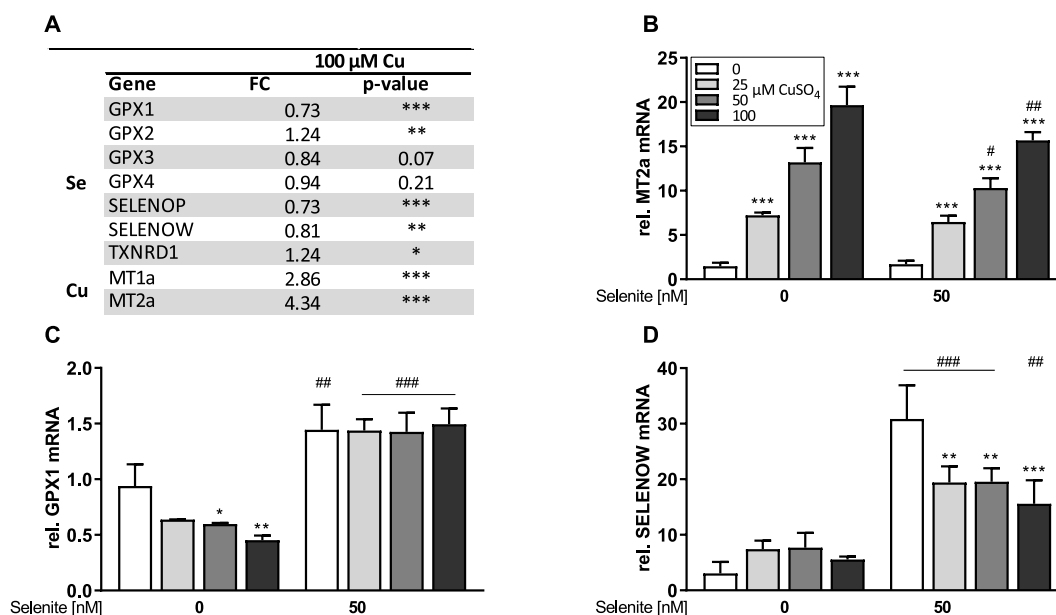 A
100 µM Cu
Gene FC p-value
GPX1 0.73 ***
GPX2 1.24 **
GPX3 0.84 0.07
Se GPX4 0.94 0.21
SELENOP 0.73 ***
SELENOW 0.81 **
TXNRD1 1.24 *
Cu MT1a 2.86 ***
MT2a 4.34 ***
B
rel. MT2a mRNA
25
20
15
10
5
0
0
25
50
100
µM CuSO4
*** *** *** *** # *** ## ***
Selenite [nM] 0 50
C
rel. GPX1 mRNA
2.0
1.5
1.0
0.5
0.0
* ** ## ###
Selenite [nM] 0 50
D
rel. SELENOW mRNA
40
30
20
10
0
### ##
** ** ***
Selenite [nM] 0 50